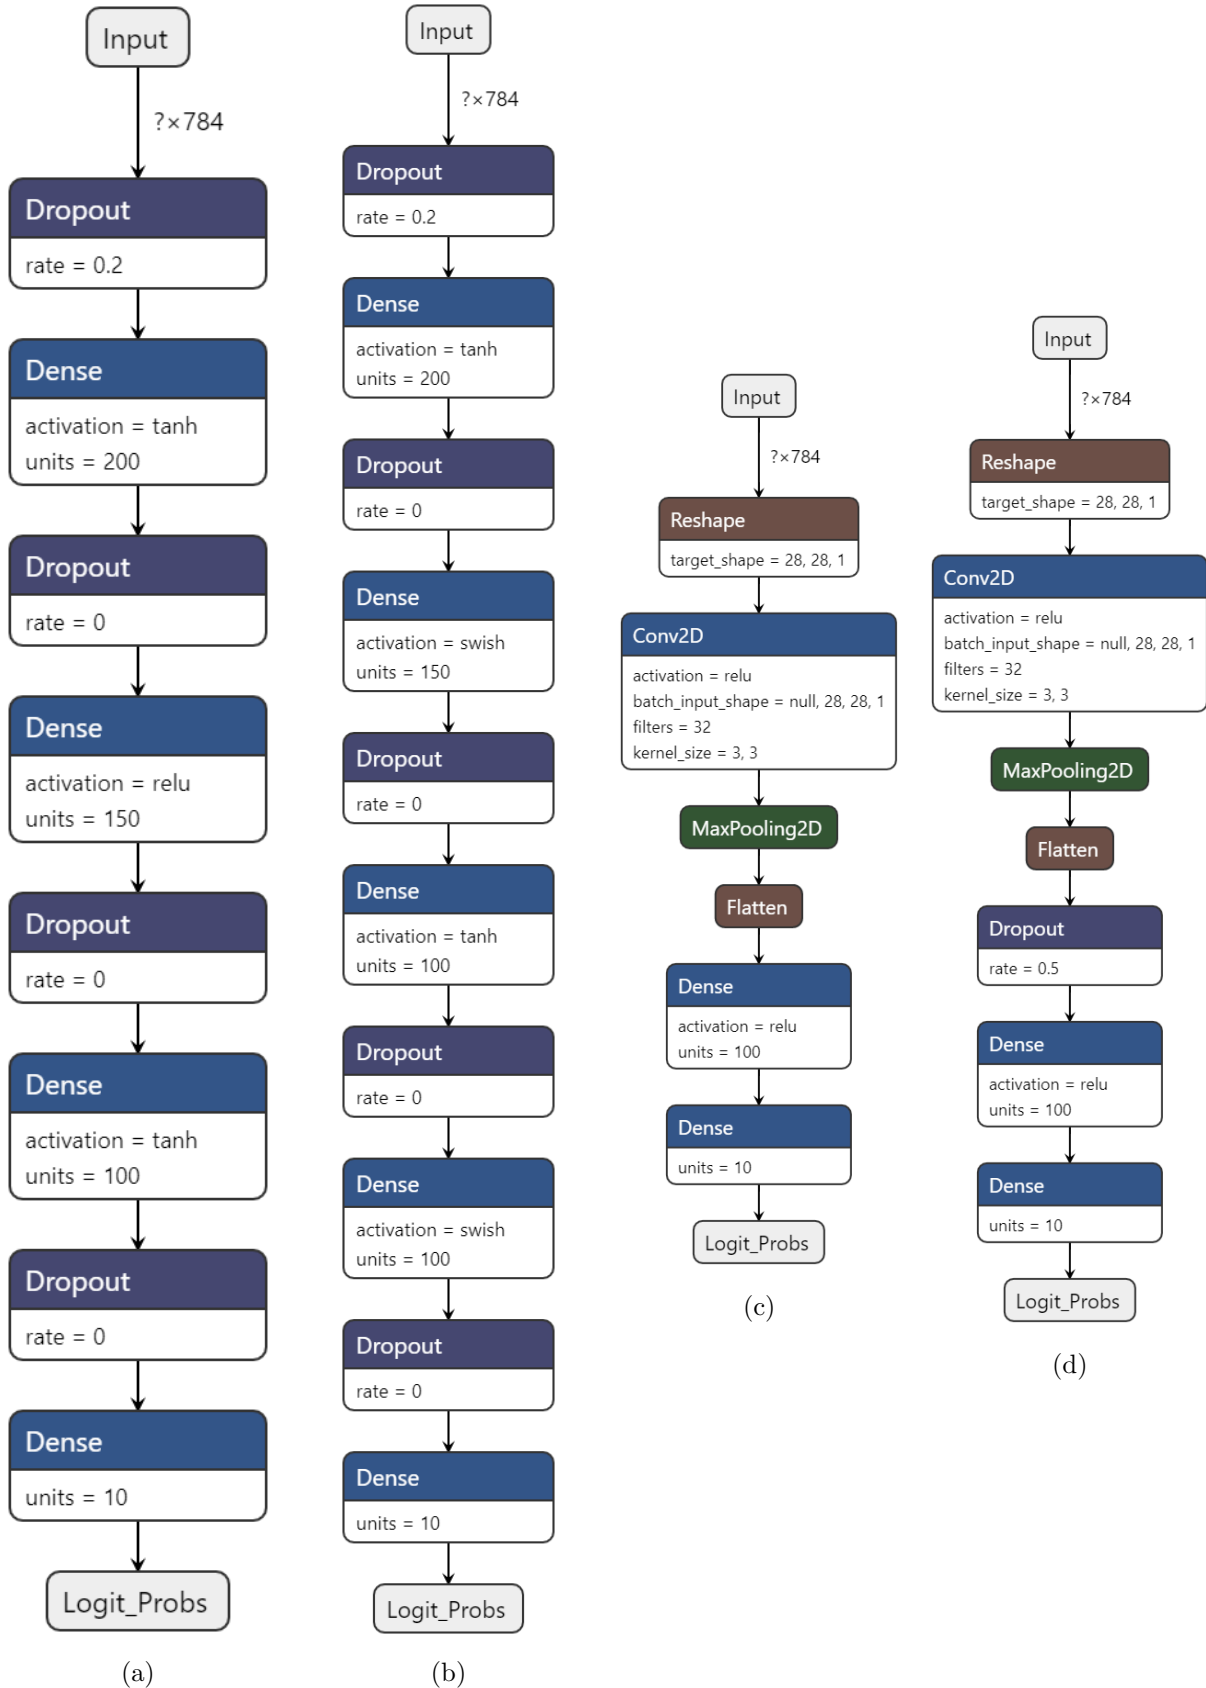 Input
?×784
Dropout
rate = 0.2
Dense
activation = tanh
units = 200
Dropout
rate = 0
Dense
activation = relu
units = 150
Dropout
rate = 0
Dense
activation = tanh
units = 100
Dropout
rate = 0
Dense
units = 10
Logit_Probs
(a)
Input
?×784
Dropout
rate = 0.2
Dense
activation = tanh
units = 200
Dropout
rate = 0
Dense
activation = swish
units = 150
Dropout
rate = 0
Dense
activation = tanh
units = 100
Dropout
rate = 0
Dense
activation = swish
units = 100
Dropout
rate = 0
Dense
units = 10
Logit_Probs
(b)
Input
?×784
Reshape
target_shape = 28, 28, 1
Conv2D
activation = relu
batch_input_shape = null, 28, 28, 1
filters = 32
kernel_size = 3, 3
MaxPooling2D
Flatten
Dense
activation = relu
units = 100
Dense
units = 10
Logit_Probs
(c)
Input
?×784
Reshape
target_shape = 28, 28, 1
Conv2D
activation = relu
batch_input_shape = null, 28, 28, 1
filters = 32
kernel_size = 3, 3
MaxPooling2D
Flatten
Dropout
rate = 0.5
Dense
activation = relu
units = 100
Dense
units = 10
Logit_Probs
(d)